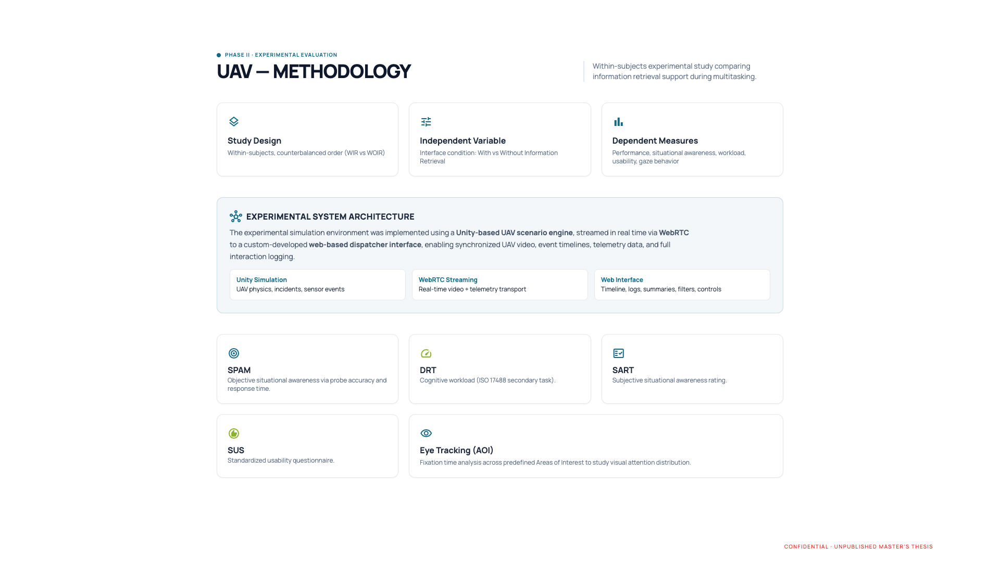 PHASE II · EXPERIMENTAL EVALUATION
UAV — METHODOLOGY
Within-subjects experimental study comparing
information retrieval support during multitasking.
Study Design
Within-subjects, counterbalanced order (WIR vs WOIR)
Independent Variable
Interface condition: With vs Without Information
Retrieval
Dependent Measures
Performance, situational awareness, workload,
usability, gaze behavior
EXPERIMENTAL SYSTEM ARCHITECTURE
The experimental simulation environment was implemented using a Unity-based UAV scenario engine, streamed in real time via WebRTC
to a custom-developed web-based dispatcher interface, enabling synchronized UAV video, event timelines, telemetry data, and full
interaction logging.
Unity Simulation
UAV physics, incidents, sensor events
WebRTC Streaming
Real-time video + telemetry transport
Web Interface
Timeline, logs, summaries, filters, controls
SPAM
Objective situational awareness via probe accuracy and
response time.
DRT
Cognitive workload (ISO 17488 secondary task).
SART
Subjective situational awareness rating.
SUS
Standardized usability questionnaire.
Eye Tracking (AOI)
Fixation time analysis across predefined Areas of Interest to study visual attention distribution.
CONFIDENTIAL · UNPUBLISHED MASTER'S THESIS